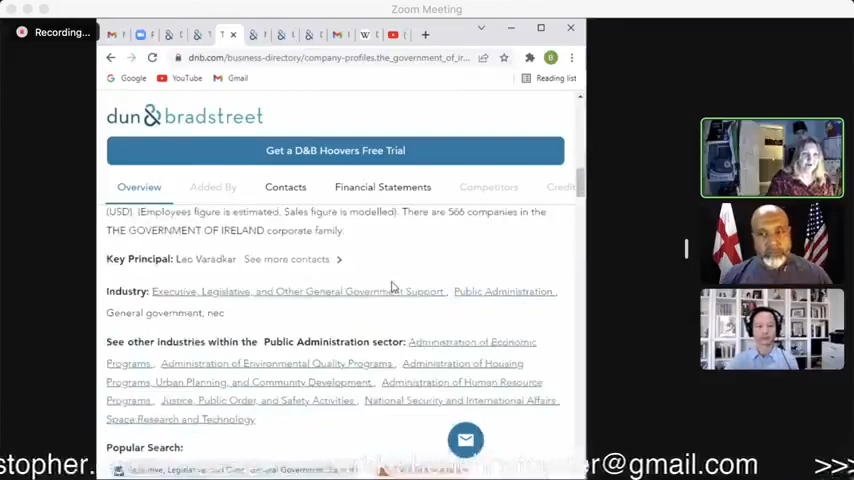 Zoom Meeting
Recording...
dnb.com/business-directory/company-profiles.the_government_of_ir...
Reading list
Google YouTube Gmail
dun & bradstreet
Get a D&B Hoovers Free Trial
Overview Added By Contacts Financial Statements Competitors Credit
(USD). (Employees figure is estimated, Sales figure is modelled). There are 566 companies in the
THE GOVERNMENT OF IRELAND corporate family.
Key Principal: Leo Varadkar See more contacts >
Industry: Executive, Legislative, and Other General Government Support , Public Administration ,
General government, nec
See other industries within the Public Administration sector: Administration of Economic
Programs , Administration of Environmental Quality Programs , Administration of Housing
Programs, Urban Planning, and Community Development , Administration of Human Resource
Programs , Justice, Public Order, and Safety Activities , National Security and International Affairs
Space Research and Technology
Popular Search:
stopher. er@gmail.com >>>